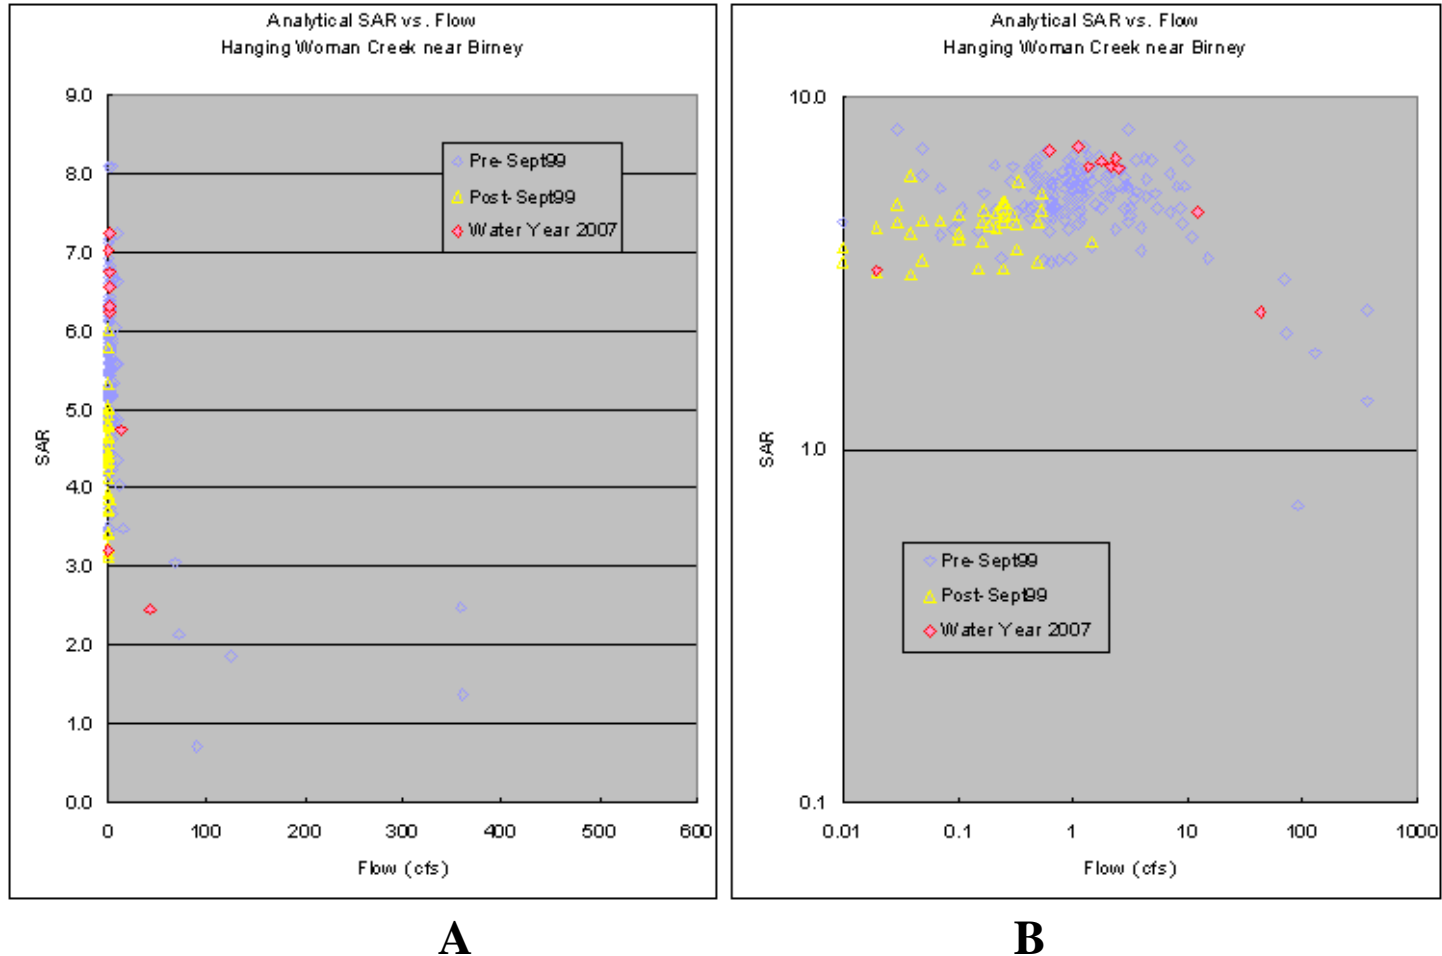 Analytical SAR vs. Flow
Hanging Woman Creek near Birney
9.0
8.0
7.0
6.0
5.0
4.0
3.0
2.0
1.0
0.0
SAR
Pre-Sept99
Post-Sept99
Water Year 2007
0 100 200 300 400 500 600
Flow (cfs)
A
Analytical SAR vs. Flow
Hanging Woman Creek near Birney
10.0
1.0
0.1
SAR
Pre-Sept99
Post-Sept99
Water Year 2007
0.01 0.1 1 10 100 1000
Flow (cfs)
B